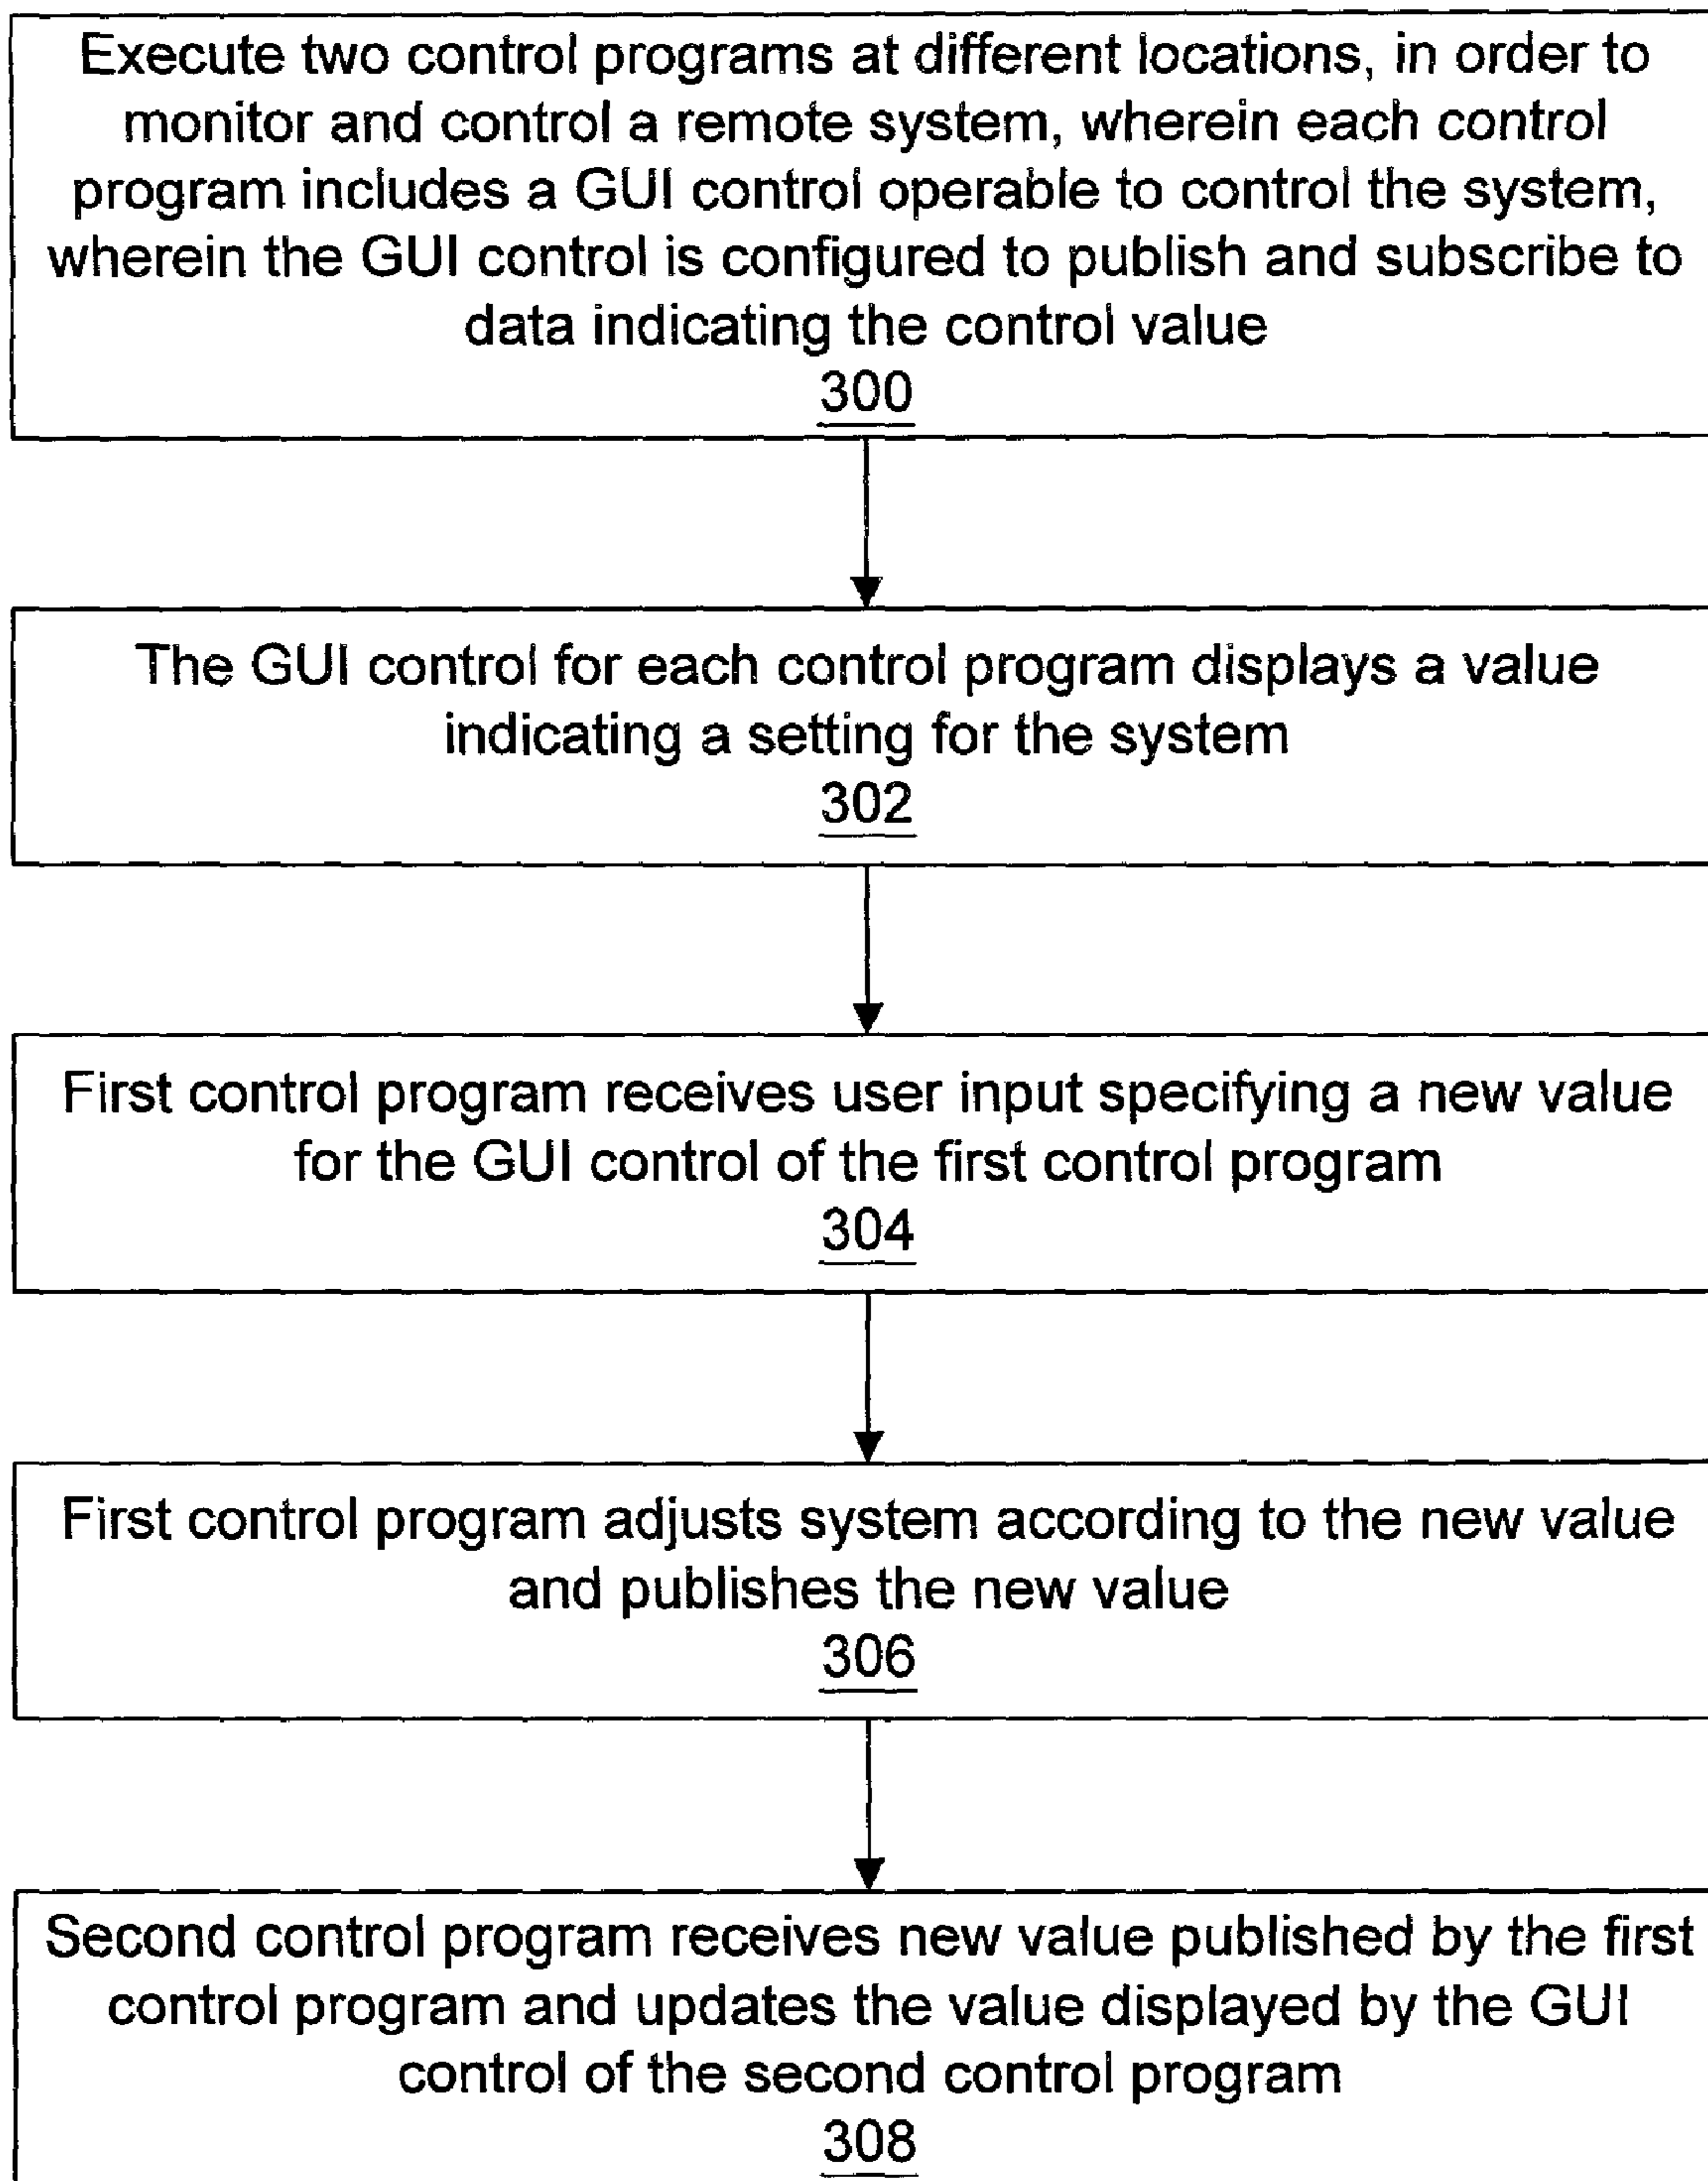 Execute two control programs at different locations, in order to
monitor and control a remote system, wherein each control
program includes a GUI control operable to control the system,
wherein the GUI control is configured to publish and subscribe to
data indicating the control value
300
The GUI control for each control program displays a value
indicating a setting for the system
302
First control program receives user input specifying a new value
for the GUI control of the first control program
304
First control program adjusts system according to the new value
and publishes the new value
306
Second control program receives new value published by the first
control program and updates the value displayed by the GUI
control of the second control program
308